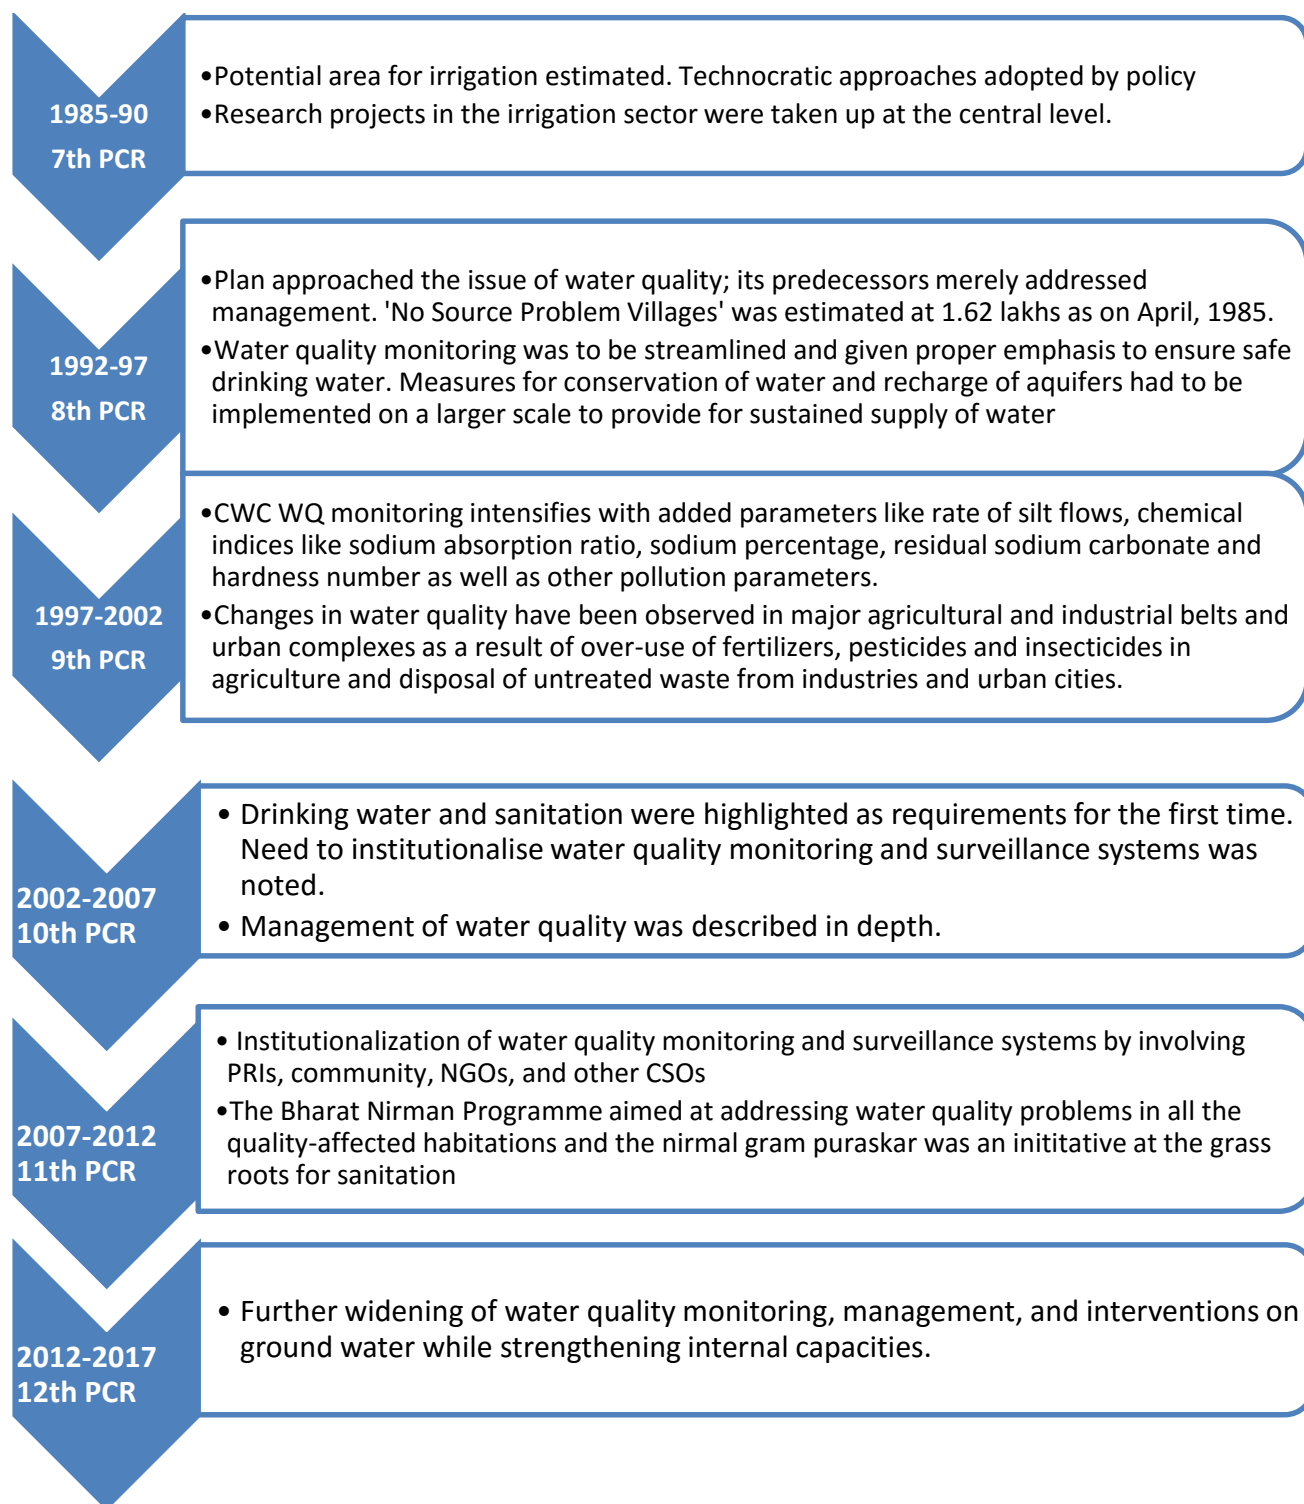 1985-90
7th PCR
•Potential area for irrigation estimated. Technocratic approaches adopted by policy
•Research projects in the irrigation sector were taken up at the central level.
1992-97
8th PCR
•Plan approached the issue of water quality; its predecessors merely addressed
management. 'No Source Problem Villages' was estimated at 1.62 lakhs as on April, 1985.
•Water quality monitoring was to be streamlined and given proper emphasis to ensure safe
drinking water. Measures for conservation of water and recharge of aquifers had to be
implemented on a larger scale to provide for sustained supply of water
1997-2002
9th PCR
•CWC WQ monitoring intensifies with added parameters like rate of silt flows, chemical
indices like sodium absorption ratio, sodium percentage, residual sodium carbonate and
hardness number as well as other pollution parameters.
•Changes in water quality have been observed in major agricultural and industrial belts and
urban complexes as a result of over-use of fertilizers, pesticides and insecticides in
agriculture and disposal of untreated waste from industries and urban cities.
2002-2007
10th PCR
• Drinking water and sanitation were highlighted as requirements for the first time.
Need to institutionalise water quality monitoring and surveillance systems was
noted.
• Management of water quality was described in depth.
2007-2012
11th PCR
• Institutionalization of water quality monitoring and surveillance systems by involving
PRIs, community, NGOs, and other CSOs
•The Bharat Nirman Programme aimed at addressing water quality problems in all the
quality-affected habitations and the nirmal gram puraskar was an inititative at the grass
roots for sanitation
2012-2017
12th PCR
• Further widening of water quality monitoring, management, and interventions on
ground water while strengthening internal capacities.